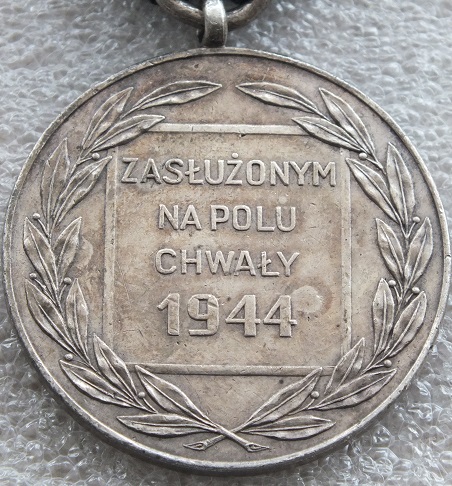 ZASŁUŻONYM
NA POLU
CHWAŁY
1944